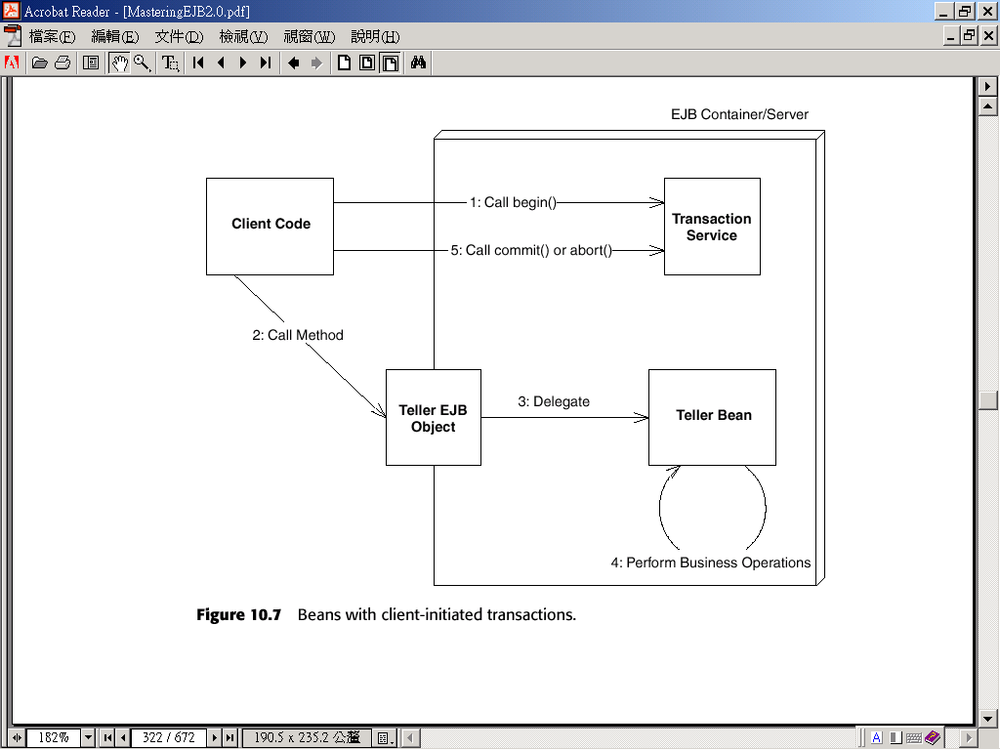 Acrobat Reader - [MasteringEJB2.0.pdf]
檔案(F) 編輯(E) 文件(D) 檢視(V) 視窗(W) 說明(H)
EJB Container/Server
Client Code
1: Call begin()
Transaction
Service
5: Call commit() or abort()
2: Call Method
Teller EJB
Object
3: Delegate
Teller Bean
4: Perform Business Operations
Figure 10.7 Beans with client-initiated transactions.
182% 322 / 672 190.5 x 235.2 公釐
A